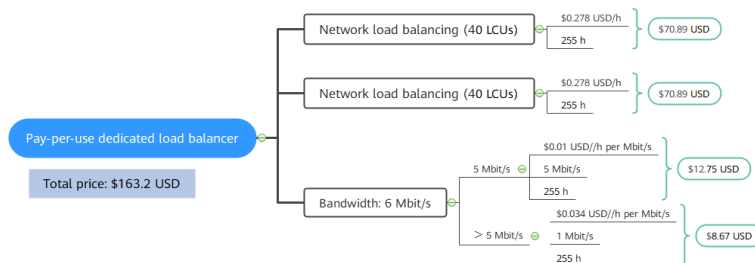 Network load balancing (40 LCUs)
$0.278 USD/h
255 h
$70.89 USD
Network load balancing (40 LCUs)
$0.278 USD/h
255 h
$70.89 USD
Pay-per-use dedicated load balancer
Total price: $163.2 USD
Bandwidth: 6 Mbit/s
5 Mbit/s
$0.01 USD//h per Mbit/s
5 Mbit/s
255 h
$12.75 USD
> 5 Mbit/s
$0.034 USD//h per Mbit/s
1 Mbit/s
255 h
$8.67 USD